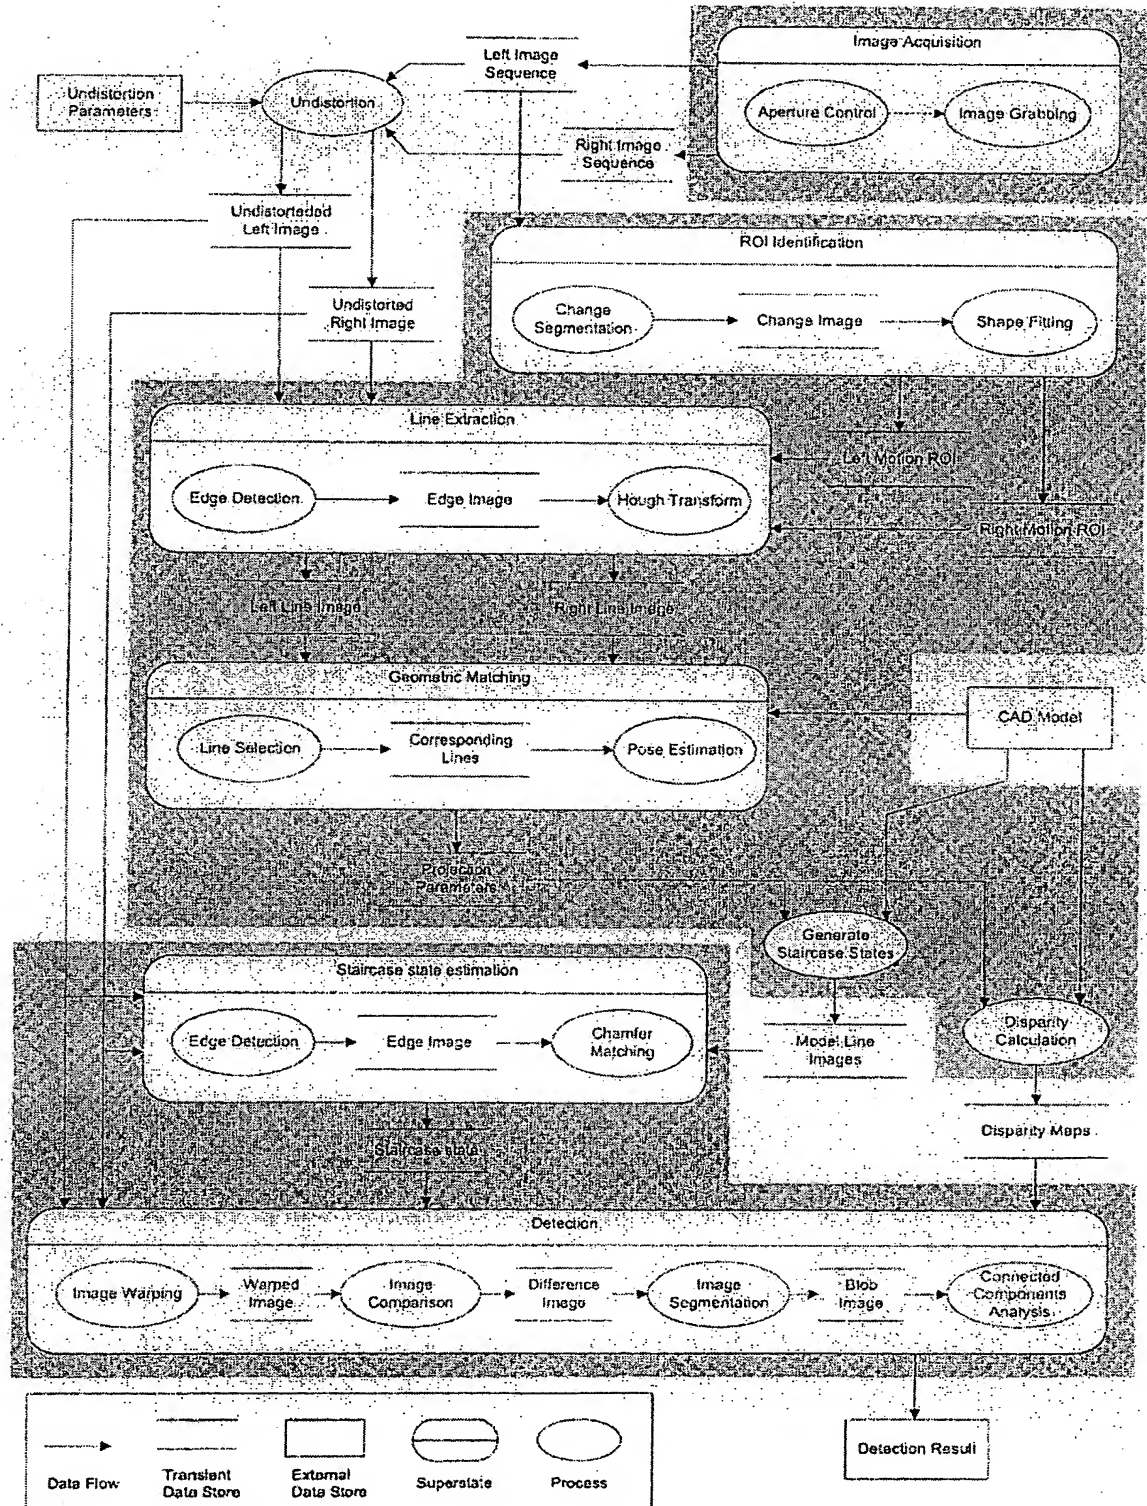 Image Acquisition
Left Image
Sequence
Undistortion
Parameters
Undistortion
Aperture Control
Image Grabbing
Right Image
Sequence
Undistorteded
Left Image
ROI Identification
Undistorted
Right Image
Change
Segmentation
Change Image
Shape Fitting
Line Extraction
Left Motion ROI
Edge Detection
Edge Image
Hough Transform
Right Motion ROI
Left Line Image
Right Line Image
Geometric Matching
CAD Model
Line Selection
Corresponding
Lines
Pose Estimation
Projection
Parameters
Generate
Staircase States
Staircase state estimation
Edge Detection
Edge Image
Chamfer
Matching
Model Line
Images
Disparity
Calculation
Staircase state
Disparity Maps
Detection
Image Warping
Warped
Image
Image
Comparison
Difference
Image
Image
Segmentation
Blob
Image
Connected
Components
Analysis
Data Flow
Transient
Data Store
External
Data Store
Superstate
Process
Detection Result